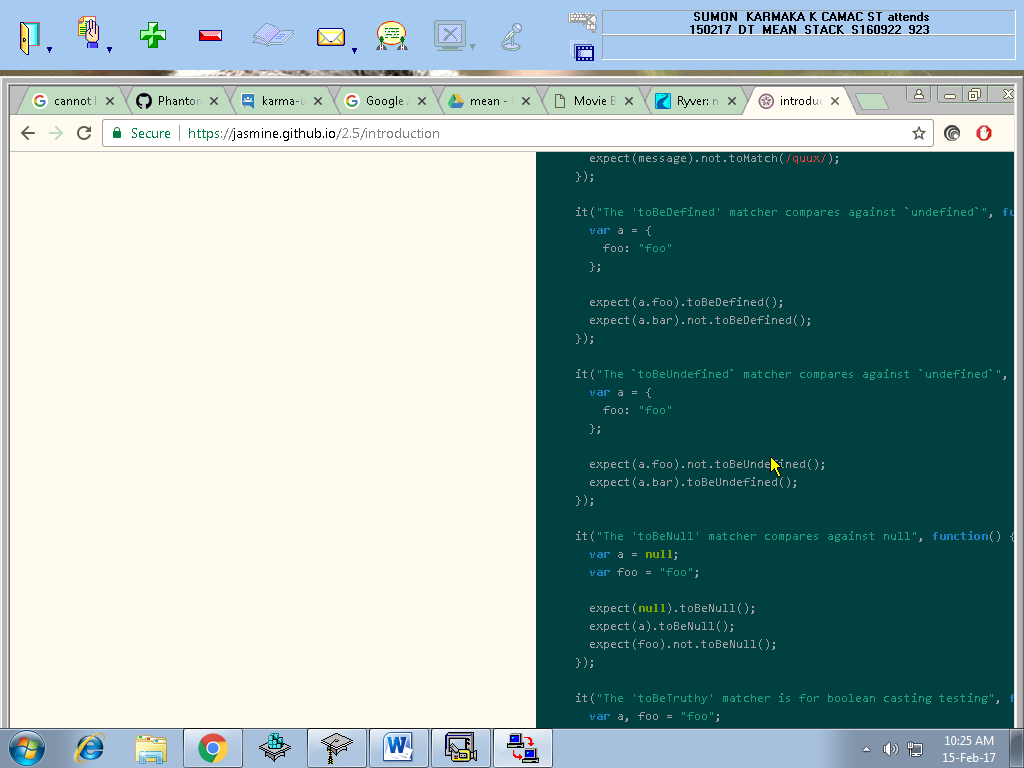 SUMON KARMAKA K CAMAC ST attends
150217 DT MEAN STACK S160922 923
cannot
Phantom
karma-u
Google
mean -
Movie
Ryver: n
introdu
Secure
https://jasmine.github.io/2.5/introduction
expect(message).not.toMatch(/quux/);
});
it("The 'toBeDefined' matcher compares against `undefined`", fu
var a = {
foo: "foo"
};
expect(a.foo).toBeDefined();
expect(a.bar).not.toBeDefined();
});
it("The `toBeUndefined` matcher compares against `undefined`",
var a = {
foo: "foo"
};
expect(a.foo).not.toBeUndefined();
expect(a.bar).toBeUndefined();
});
it("The 'toBeNull' matcher compares against null", function() {
var a = null;
var foo = "foo";
expect(null).toBeNull();
expect(a).toBeNull();
expect(foo).not.toBeNull();
});
it("The 'toBeTruthy' matcher is for boolean casting testing", f
var a, foo = "foo";
10:25 AM
15-Feb-17